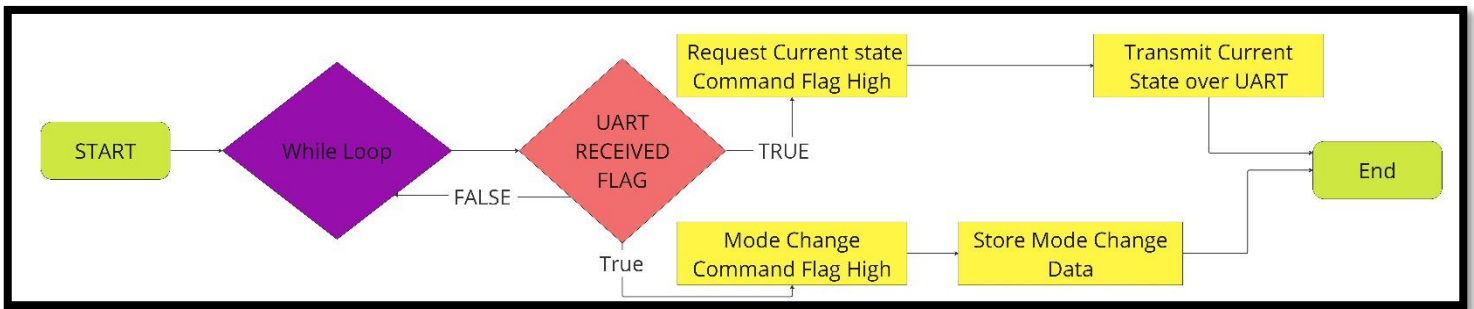 START
While Loop
UART
RECEIVED
FLAG
TRUE
FALSE
True
Request Current state
Command Flag High
Transmit Current
State over UART
Mode Change
Command Flag High
Store Mode Change
Data
End